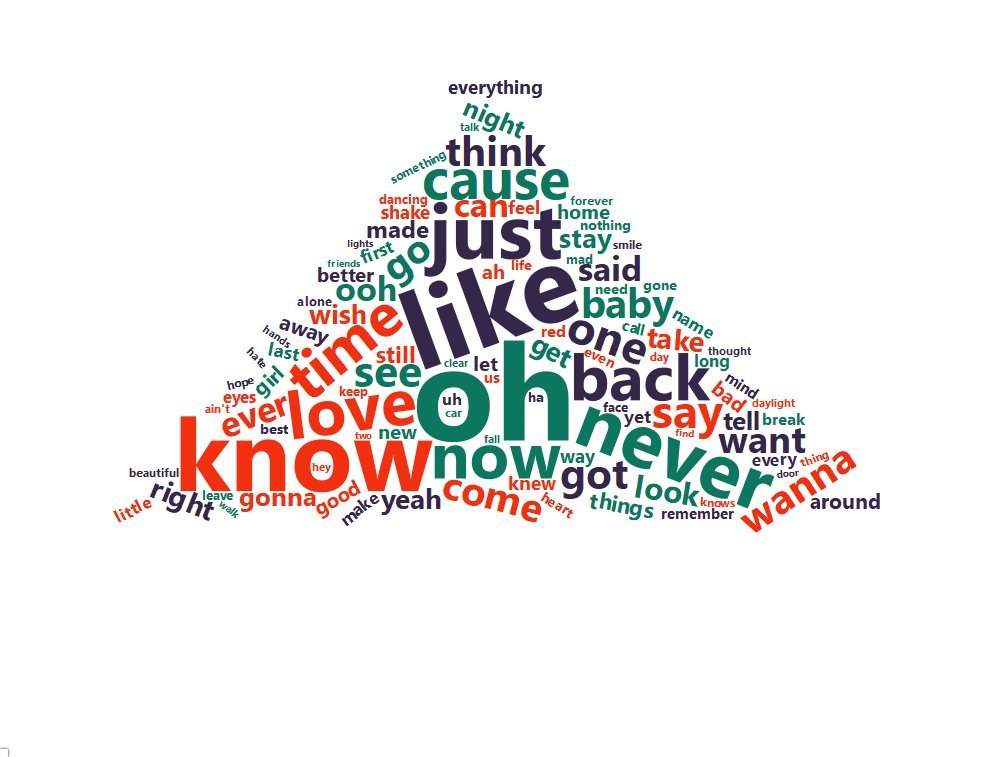 everything
night
talk
think
something
cause
dancing
can
feel
forever
shake
home
made
just
nothing
lights
first
go
stay
smile
friends
ah
life
mad
said
better
ooh
like
need
gone
alone
wish
time
baby
name
away
hands
red
one
call
take
last
still
get
even
day
thought
hate
girl
see
clear
let
us
back
long
mind
hope
eyes
keep
uh
car
oh
ha
bad
daylight
ain't
ever
love
face
yet
say
tell
break
best
two
new
fall
never
find
want
know
hey
now
way
every
thing
door
beautiful
right
leave
gonna
good
knew
got
look
wanna
little
walk
make
yeah
come
heart
things
knows
remember
around